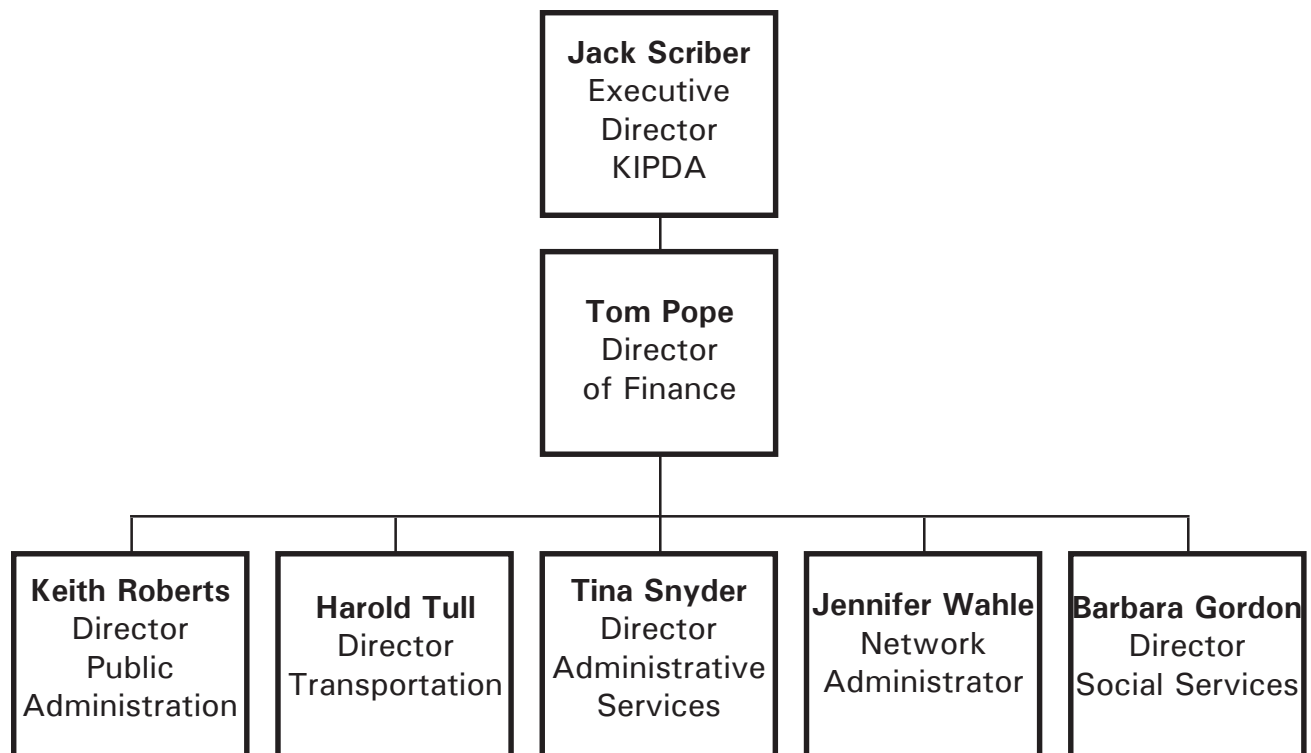 Jack Scriber
Executive
Director
KIPDA
Tom Pope
Director
of Finance
Keith Roberts
Director
Public
Administration
Harold Tull
Director
Transportation
Tina Snyder
Director
Administrative
Services
Jennifer Wahle
Network
Administrator
Barbara Gordon
Director
Social Services